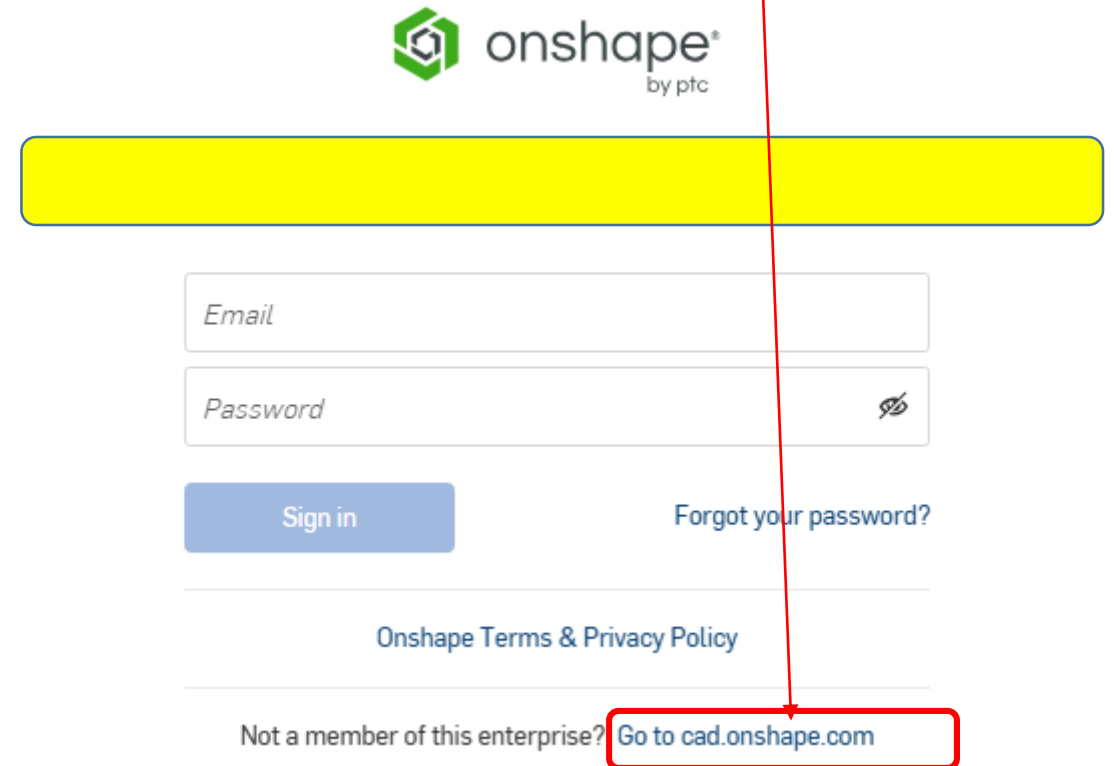 onshape®
by ptc
Email
Password
Sign in
Forgot your password?
Onshape Terms & Privacy Policy
Not a member of this enterprise? Go to cad.onshape.com